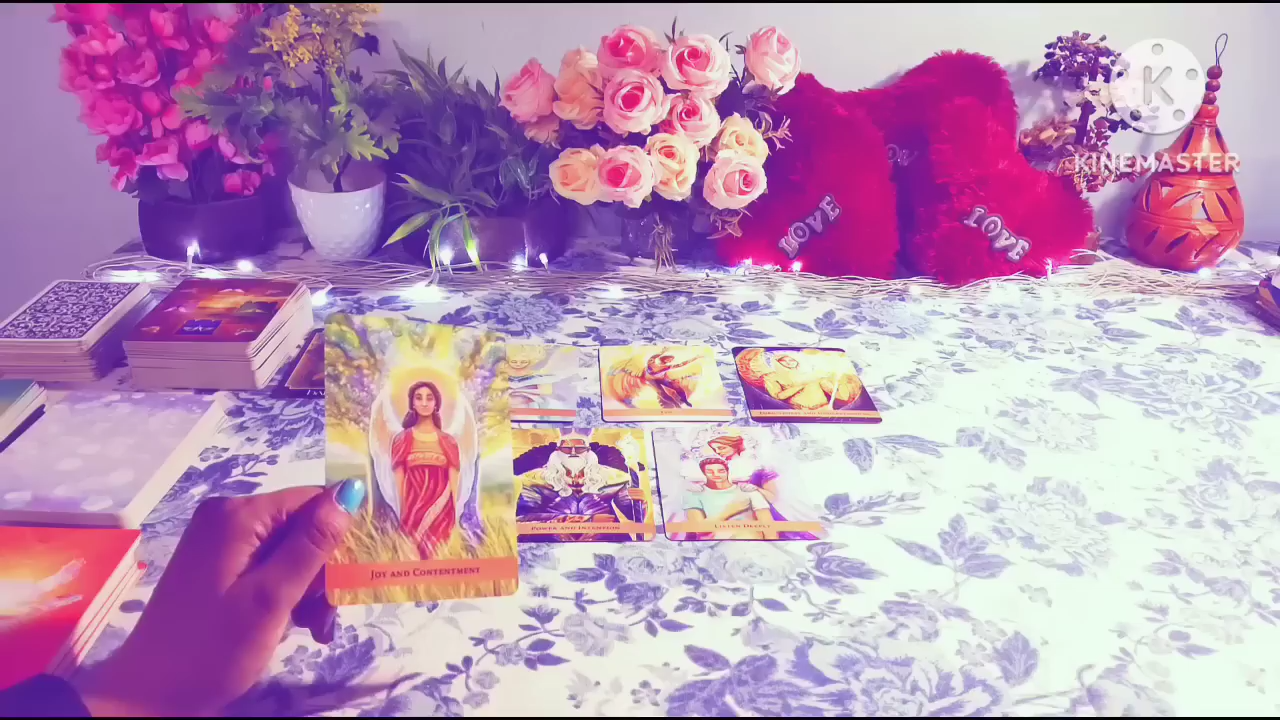 K
KINEMASTER
LOVE
LOVE
POWER AND INTENTION
LISTEN DEEPLY
JOY AND CONTENTMENT